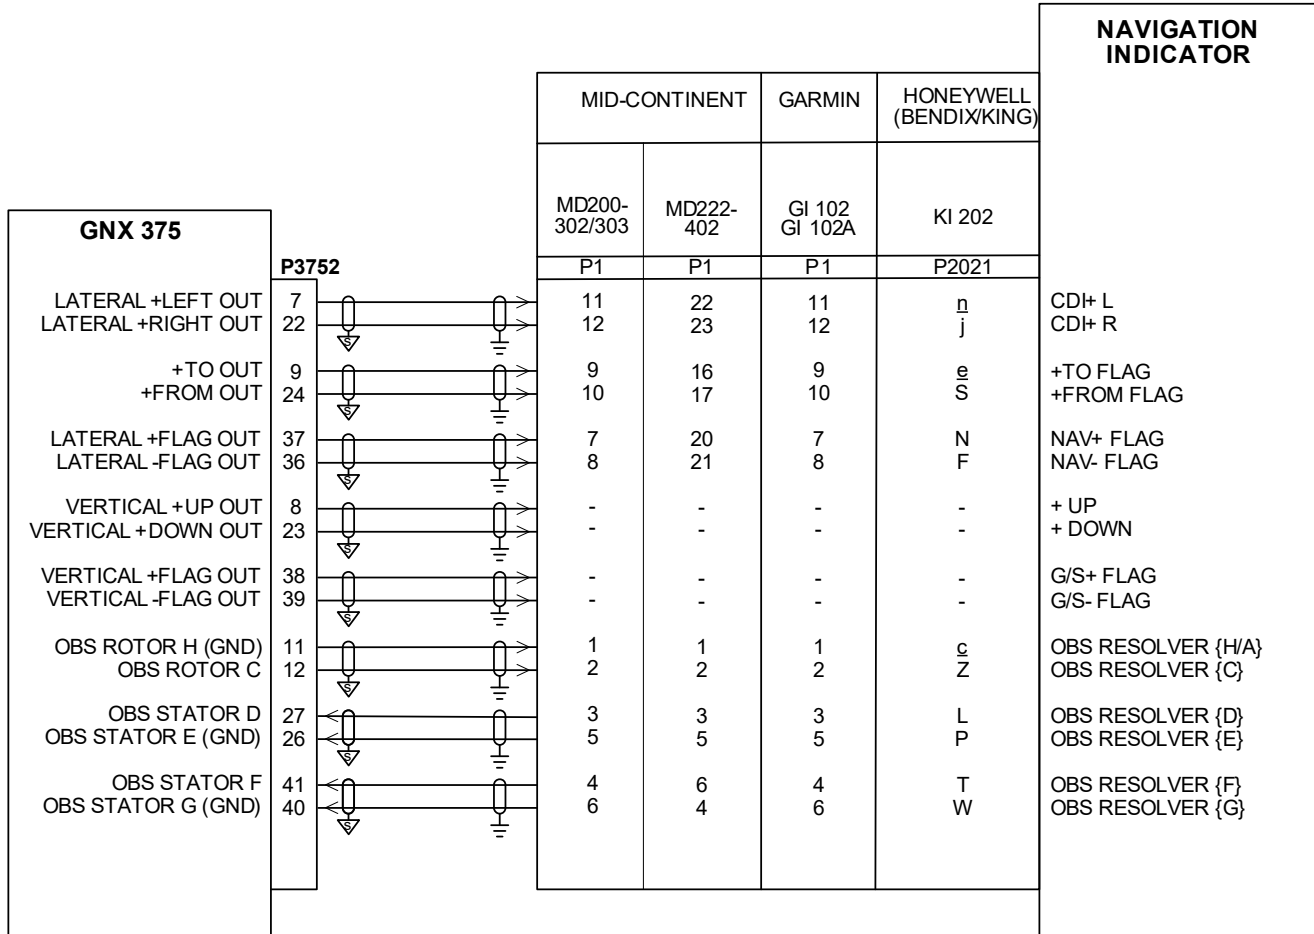 NAVIGATION
INDICATOR
MID-CONTINENT GARMIN HONEYWELL
(BENDIX/KING)
MD200-
302/303
MD222-
402
GI 102
GI 102A
KI 202
GNX 375
P3752 P1 P1 P1 P2021
LATERAL +LEFT OUT 7 11 22 11 n CDI+ L
LATERAL +RIGHT OUT 22 S 12 23 12 j CDI+ R
+TO OUT 9 9 16 9 e +TO FLAG
+FROM OUT 24 S 10 17 10 S +FROM FLAG
LATERAL +FLAG OUT 37 7 20 7 N NAV+ FLAG
LATERAL -FLAG OUT 36 S 8 21 8 F NAV- FLAG
VERTICAL +UP OUT 8 - - - - + UP
VERTICAL +DOWN OUT 23 S - - - - + DOWN
VERTICAL +FLAG OUT 38 - - - - G/S+ FLAG
VERTICAL -FLAG OUT 39 S - - - - G/S- FLAG
OBS ROTOR H (GND) 11 1 1 1 c OBS RESOLVER {H/A}
OBS ROTOR C 12 S 2 2 2 Z OBS RESOLVER {C}
OBS STATOR D 27 3 3 3 L OBS RESOLVER {D}
OBS STATOR E (GND) 26 S 5 5 5 P OBS RESOLVER {E}
OBS STATOR F 41 4 6 4 T OBS RESOLVER {F}
OBS STATOR G (GND) 40 S 6 4 6 W OBS RESOLVER {G}